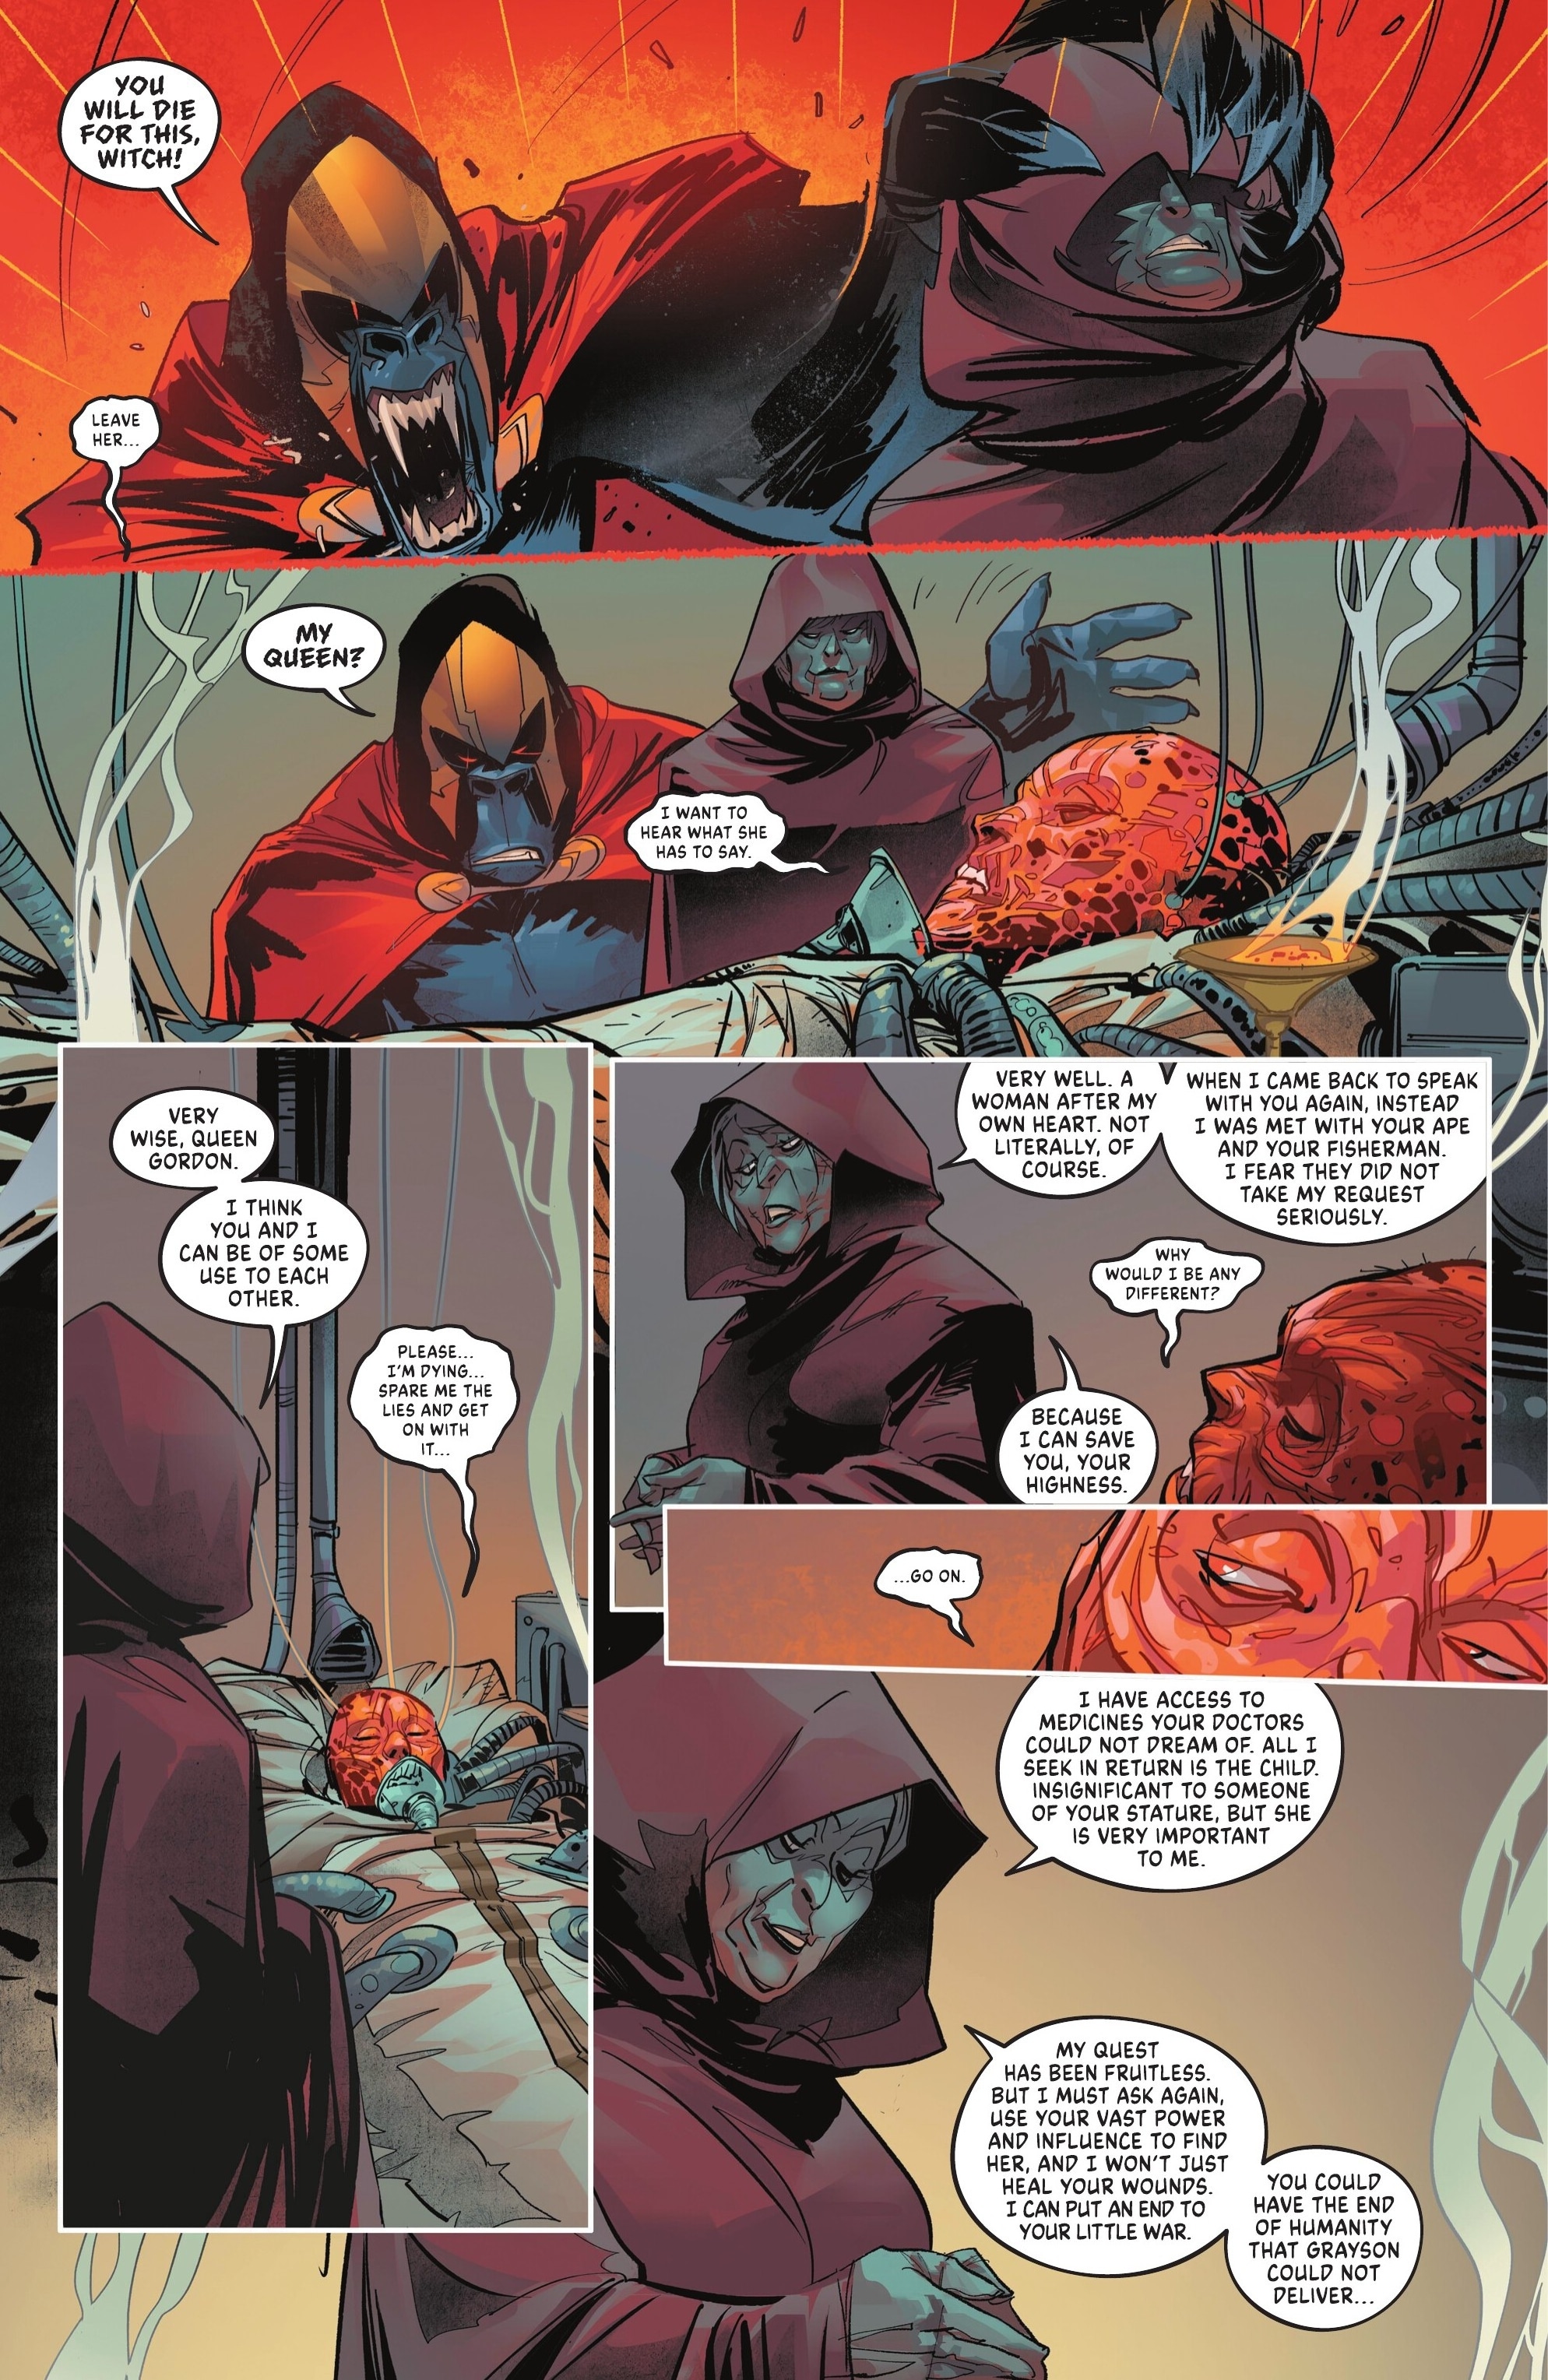 YOU
WILL DIE
FOR THIS,
WITCH!
LEAVE
HER...
MY
QUEEN?
I WANT TO
HEAR WHAT SHE
HAS TO SAY.
VERY
WISE, QUEEN
GORDON.
I THINK
YOU AND I
CAN BE OF SOME
USE TO EACH
OTHER.
PLEASE...
I'M DYING...
SPARE ME THE
LIES AND GET
ON WITH
IT...
VERY WELL. A
WOMAN AFTER MY
OWN HEART. NOT
LITERALLY, OF
COURSE.
WHEN I CAME BACK TO SPEAK
WITH YOU AGAIN, INSTEAD
I WAS MET WITH YOUR APE
AND YOUR FISHERMAN.
I FEAR THEY DID NOT
TAKE MY REQUEST
SERIOUSLY.
WHY
WOULD I BE ANY
DIFFERENT?
BECAUSE
I CAN SAVE
YOU, YOUR
HIGHNESS.
...GO ON.
I HAVE ACCESS TO
MEDICINES YOUR DOCTORS
COULD NOT DREAM OF. ALL I
SEEK IN RETURN IS THE CHILD.
INSIGNIFICANT TO SOMEONE
OF YOUR STATURE, BUT SHE
IS VERY IMPORTANT
TO ME.
MY QUEST
HAS BEEN FRUITLESS.
BUT I MUST ASK AGAIN,
USE YOUR VAST POWER
AND INFLUENCE TO FIND
HER, AND I WON'T JUST
HEAL YOUR WOUNDS.
I CAN PUT AN END TO
YOUR LITTLE WAR.
YOU COULD
HAVE THE END
OF HUMANITY
THAT GRAYSON
COULD NOT
DELIVER...